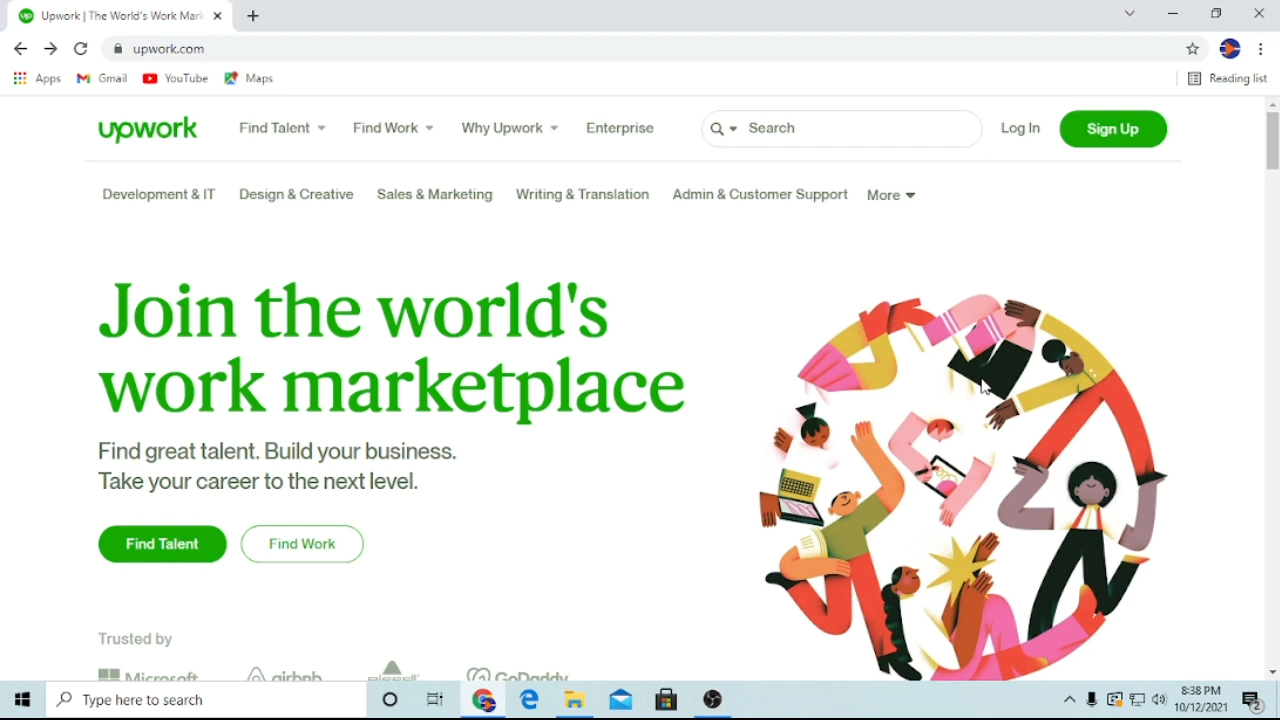 Upwork | The World's Work Mark
upwork.com
Apps
Gmail
YouTube
Maps
Reading list
upwork
Find Talent
Find Work
Why Upwork
Enterprise
Search
Log In
Sign Up
Development & IT
Design & Creative
Sales & Marketing
Writing & Translation
Admin & Customer Support
More
Join the world's
work marketplace
Find great talent. Build your business.
Take your career to the next level.
Find Talent
Find Work
Trusted by
Microsoft
airbnb
GoDaddy
Type here to search
8:38 PM
10/12/2021
2